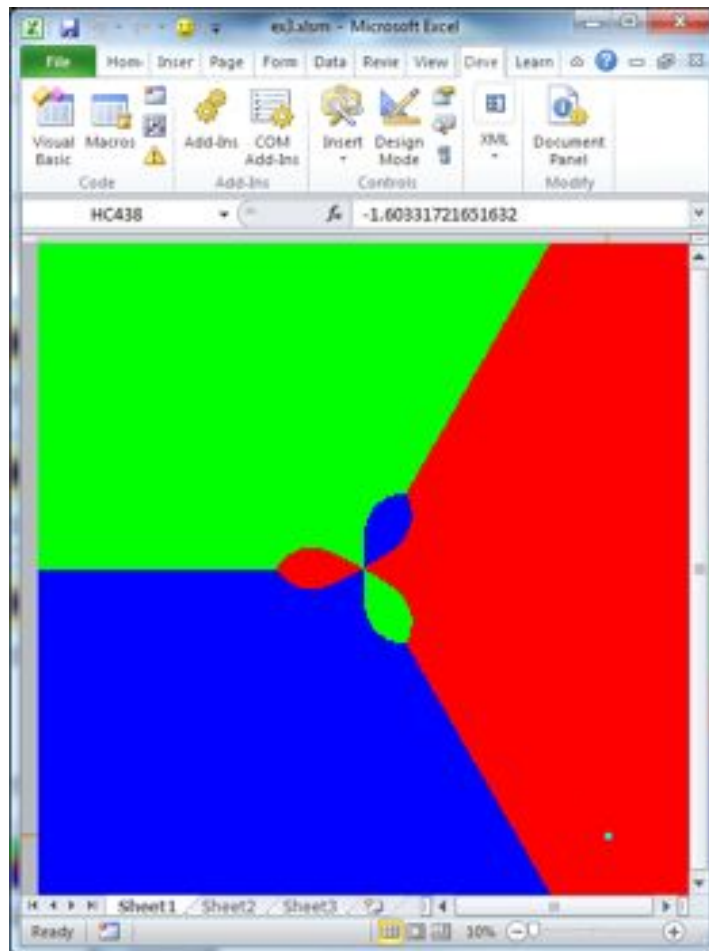 es3.xlsm - Microsoft Excel
File Hom Inser Page Form Data Revie View Deve Learn
Visual Basic Macros Add-Ins COM Add-Ins Insert Design Mode XML Document Panel
Code Add-Ins Controls Modify
HC438 fx -1.60331721651632
Sheet1 Sheet2 Sheet3
Ready 10%